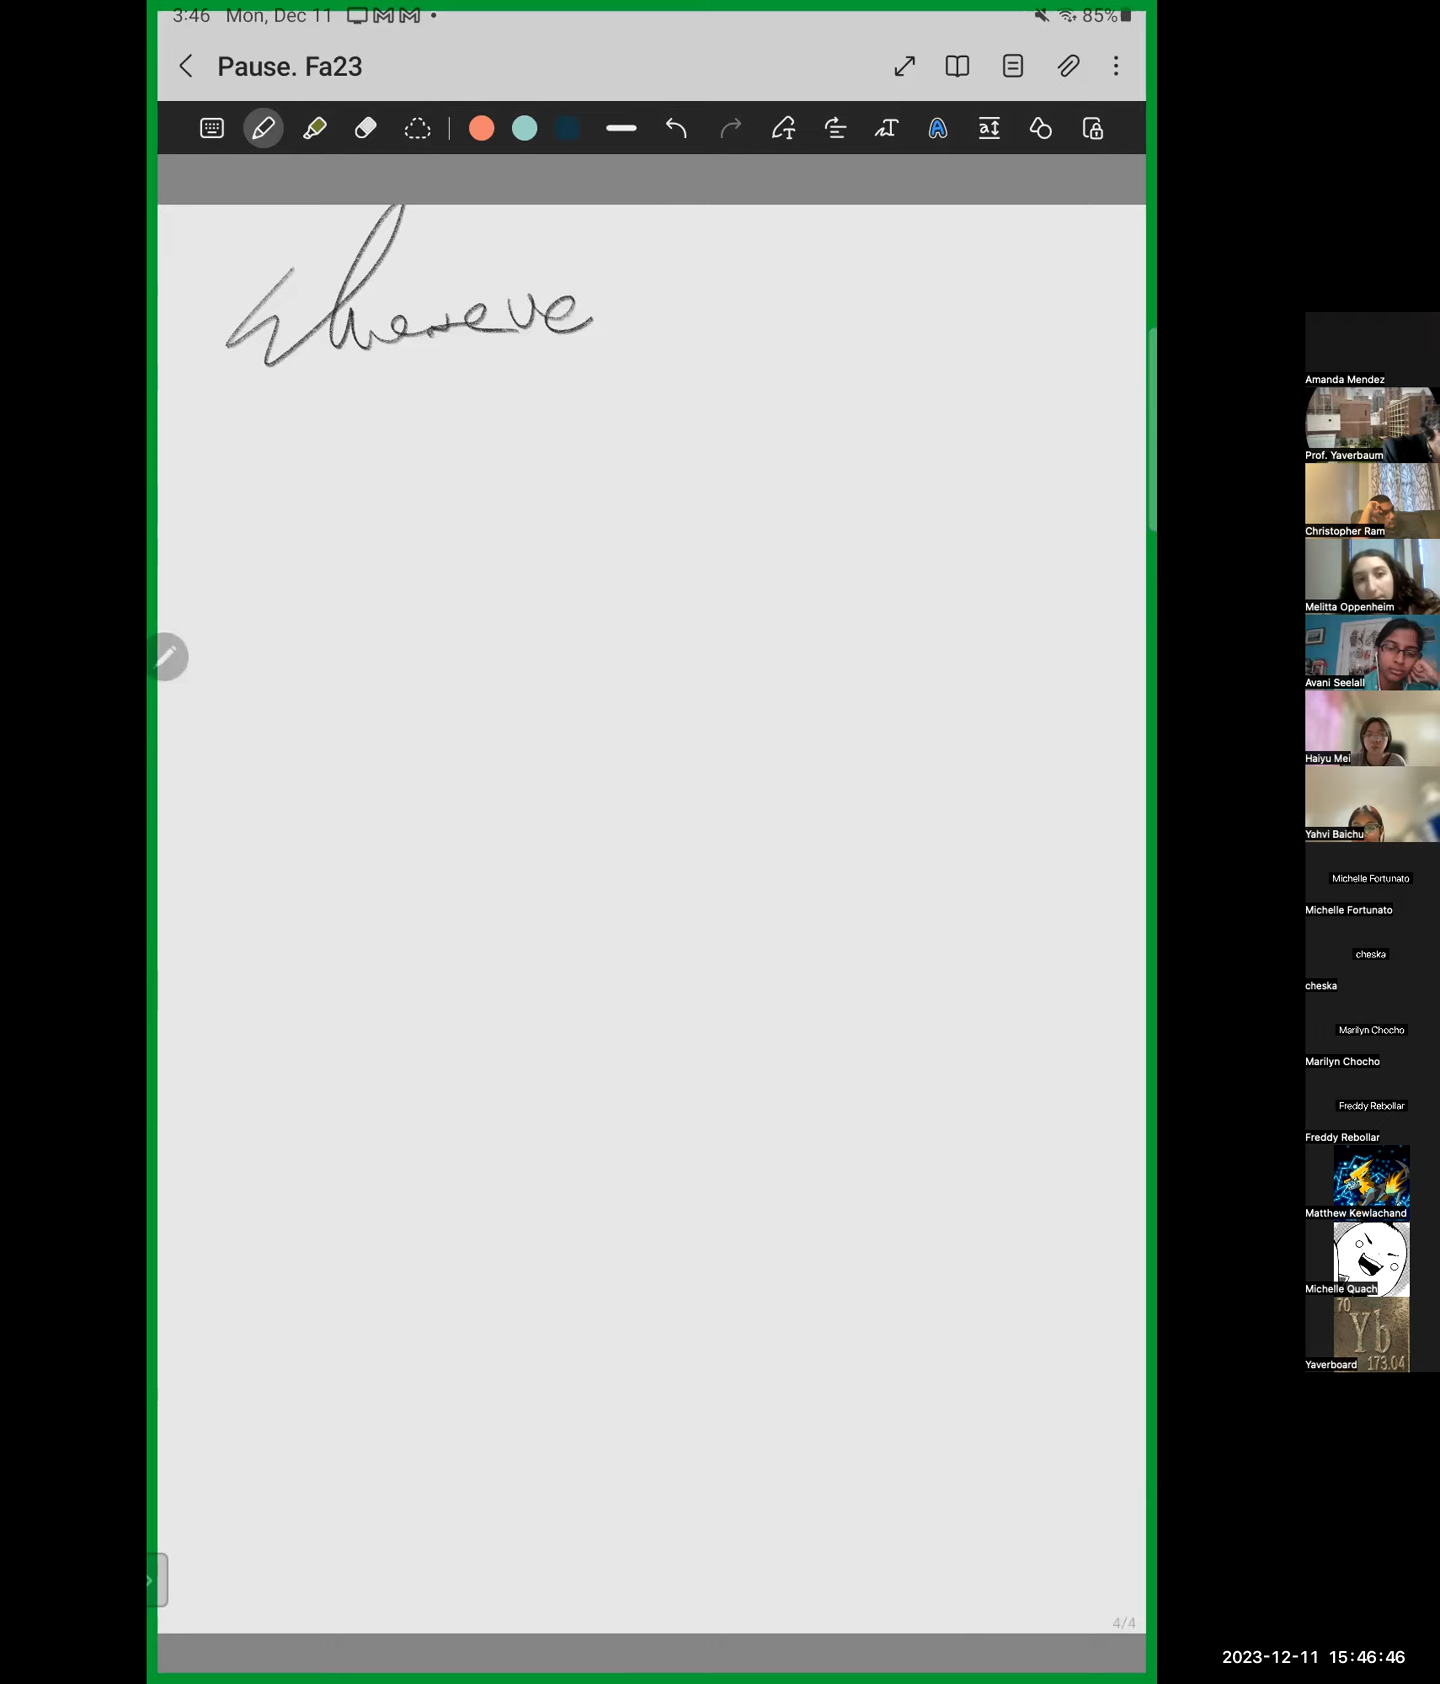 3:46 Mon, Dec 11
85%
Pause. Fa23
Whereve
4/4
Amanda Mendez
Prof. Yaverbaum
Christopher Ram
Melitta Oppenheim
Avani Seelall
Haiyu Mei
Yahvi Baichu
Michelle Fortunato
Michelle Fortunato
cheska
cheska
Marilyn Chocho
Marilyn Chocho
Freddy Rebollar
Freddy Rebollar
Matthew Kewlachand
Michelle Quach
70
Yb
Yaverboard 173.04
2023-12-11 15:46:46